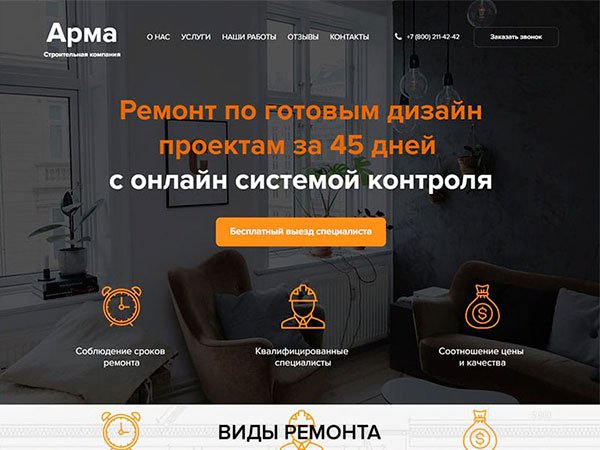 Арма
Строительная компания
О НАС УСЛУГИ НАШИ РАБОТЫ ОТЗЫВЫ КОНТАКТЫ
+7 (800) 211-42-42
Заказать звонок
Ремонт по готовым дизайн
проектам за 45 дней
с онлайн системой контроля
Бесплатный выезд специалиста
Соблюдение сроков
ремонта
Квалифицированные
специалисты
Соотношение цены
и качества
ВИДЫ РЕМОНТА